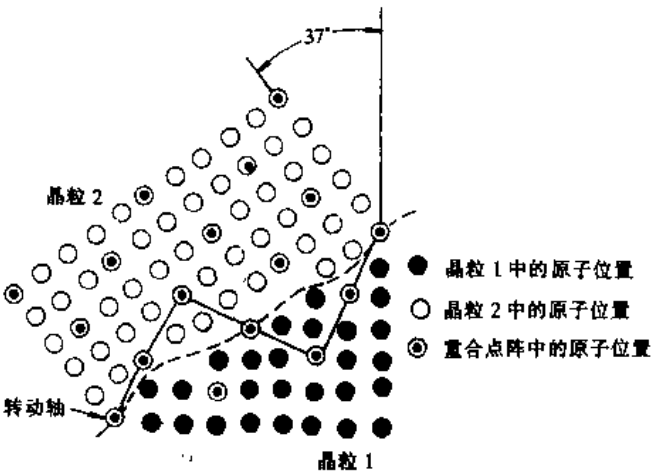 37°
晶粒 2
晶粒 1 中的原子位置
晶粒 2 中的原子位置
重合点阵中的原子位置
转动轴
晶粒 1